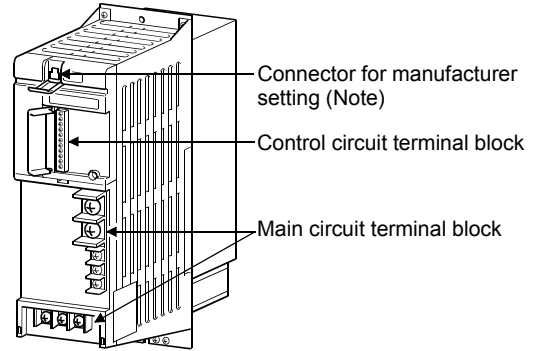 Connector for manufacturer
setting (Note)
Control circuit terminal block
Main circuit terminal block